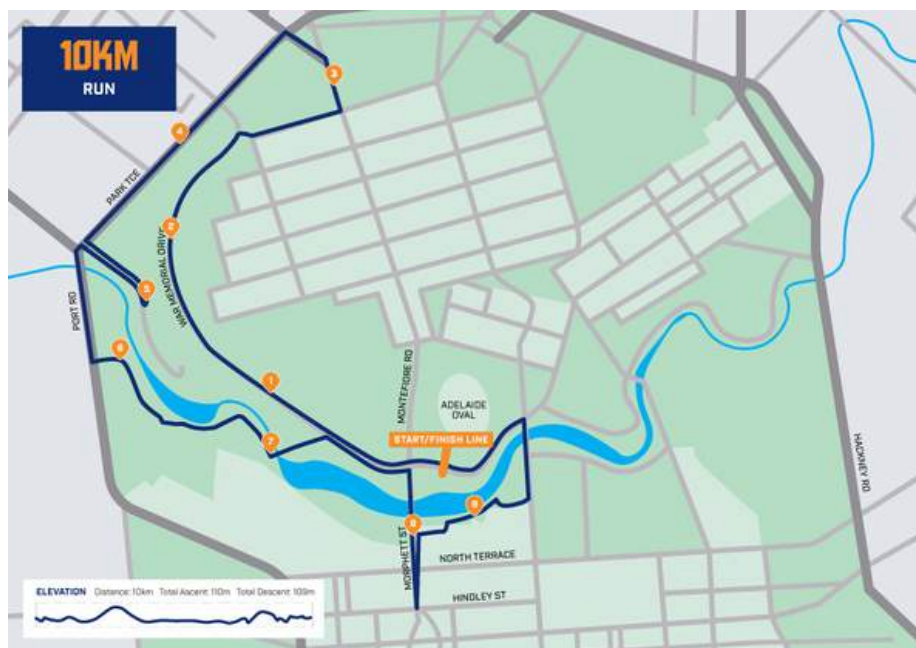 10KM
RUN
3
4
PARK TCE
2
WAR MEMORIAL DRIVE
5
PORT RD
6
1
MONTEFIORE RD
ADELAIDE
OVAL
START/FINISH LINE
HACKNEY RD
7
9
8
MORPHETT ST
NORTH TERRACE
HINDLEY ST
ELEVATION Distance: 10km Total Ascent: 110m Total Descent: 109m